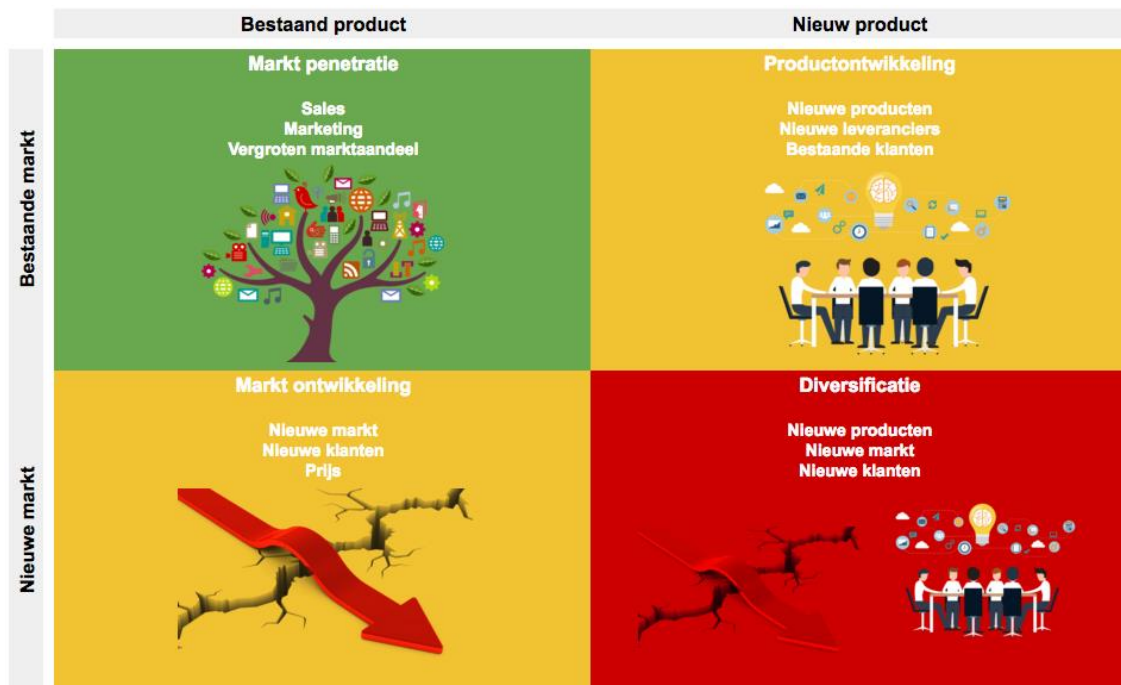 Bestaand product
Nieuw product
Bestaande markt
Markt penetratie
Sales
Marketing
Vergroten marktaandeel
Productontwikkeling
Nieuwe producten
Nieuwe leveranciers
Bestaande klanten
Nieuwe markt
Markt ontwikkeling
Nieuwe markt
Nieuwe klanten
Prijs
Diversificatie
Nieuwe producten
Nieuwe markt
Nieuwe klanten